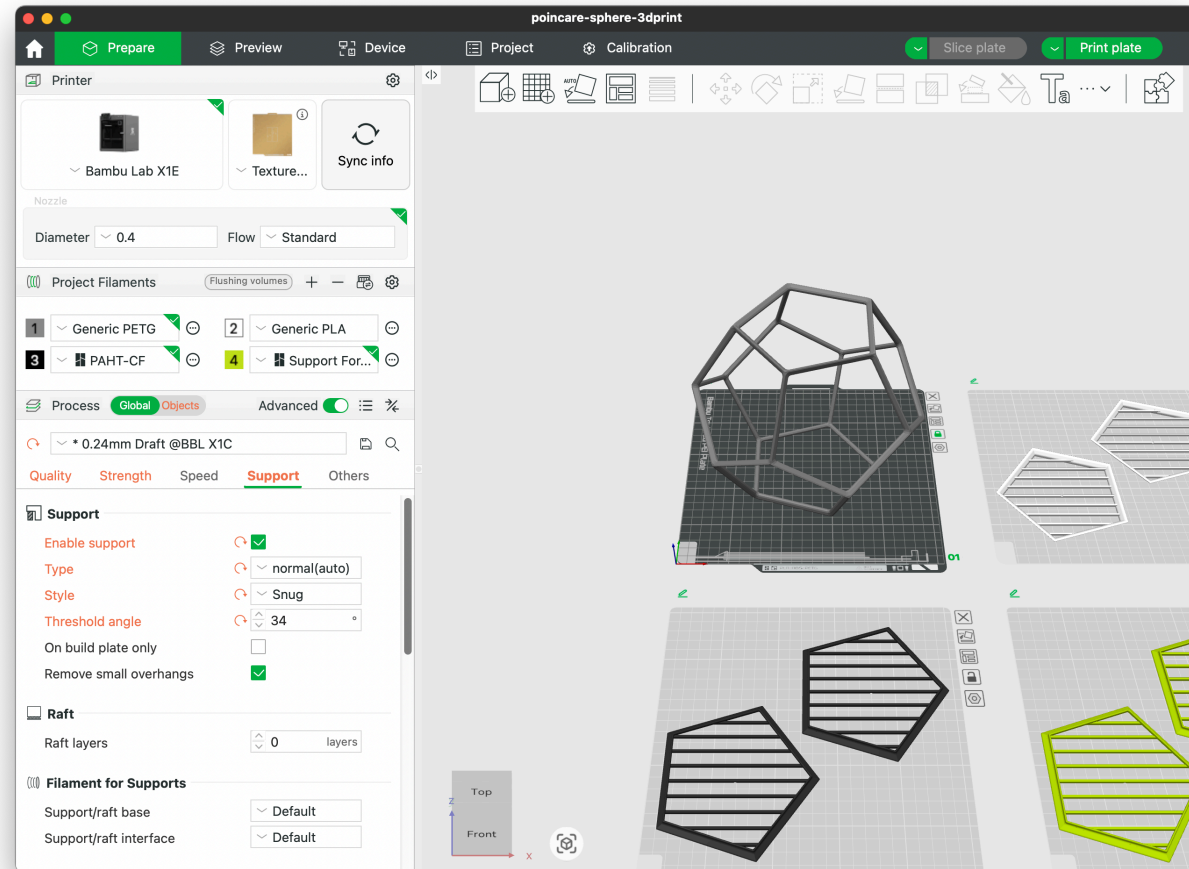 poincare-sphere-3dprint
Prepare
Preview
Device
Project
Calibration
Slice plate
Print plate
Printer
AUTO
Ta
Bambu Lab X1E
Texture...
Sync info
Nozzle
Diameter
0.4
Flow
Standard
Project Filaments
Flushing volumes
1
Generic PETG
2
Generic PLA
3
PAHT-CF
4
Support For...
Process
Global
Objects
Advanced
* 0.24mm Draft @BBL X1C
Quality
Strength
Speed
Support
Others
Support
Enable support
Type
normal(auto)
Style
Snug
Threshold angle
34
°
On build plate only
Remove small overhangs
Raft
Raft layers
0
layers
Filament for Supports
Support/raft base
Default
Support/raft interface
Default
01
Top
Front
Z
X